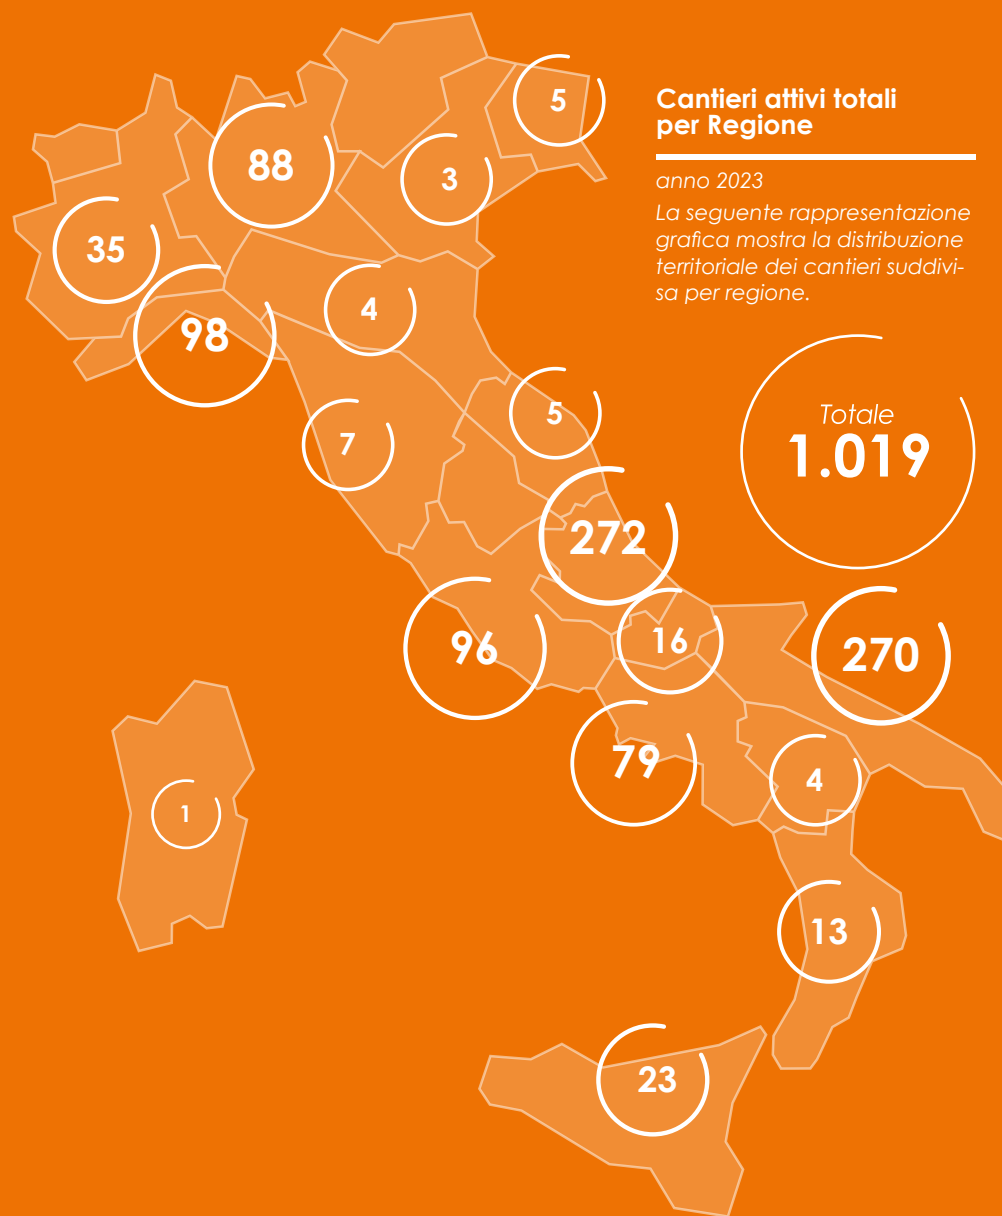 Cantieri attivi totali
per Regione
anno 2023
La seguente rappresentazione
grafica mostra la distribuzione
territoriale dei cantieri suddivi-
sa per regione.
5
88
3
35
4
98
Totale
1.019
5
7
272
96
16
270
79
4
1
13
23